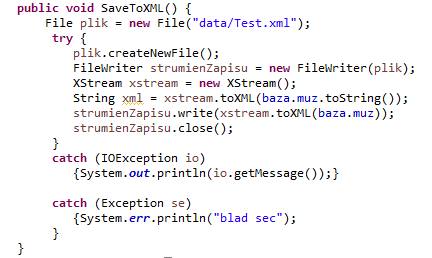 public void SaveToXML() {
File plik = new File("data/Test.xml");
try {
plik.createNewFile();
FileWriter strumienZapisu = new FileWriter(plik);
XStream xstream = new XStream();
String xml = xstream.toXML(baza.muz.toString());
strumienZapisu.write(xstream.toXML(baza.muz));
strumienZapisu.close();
}
catch (IOException io)
{System.out.println(io.getMessage());}
catch (Exception se)
{System.err.println("blad sec");
}
}